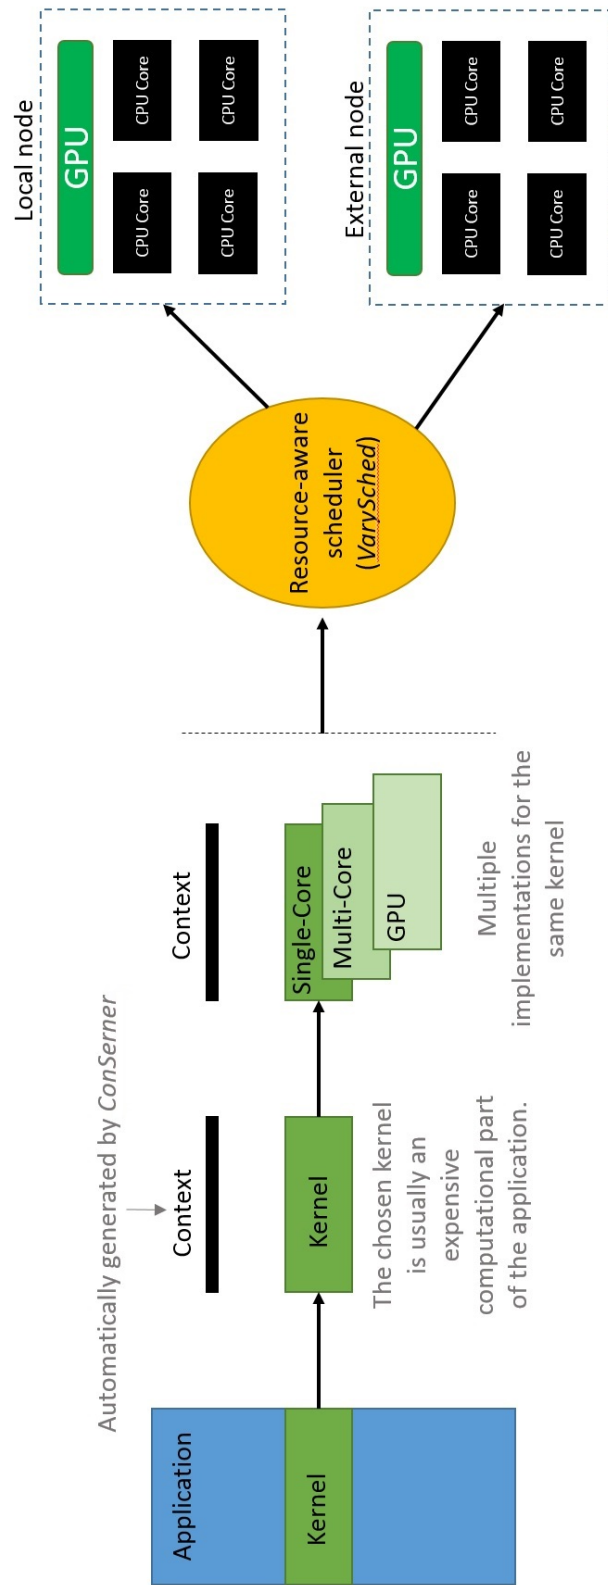 Application
Kernel
Automatically generated by ConSerner
Context
Kernel
The chosen kernel
is usually an
expensive
computational part
of the application.
Context
Single-Core
Multi-Core
GPU
Multiple
implementations for the
same kernel
Resource-aware
scheduler
(VarySched)
Local node
GPU
CPU Core
CPU Core
CPU Core
CPU Core
External node
GPU
CPU Core
CPU Core
CPU Core
CPU Core